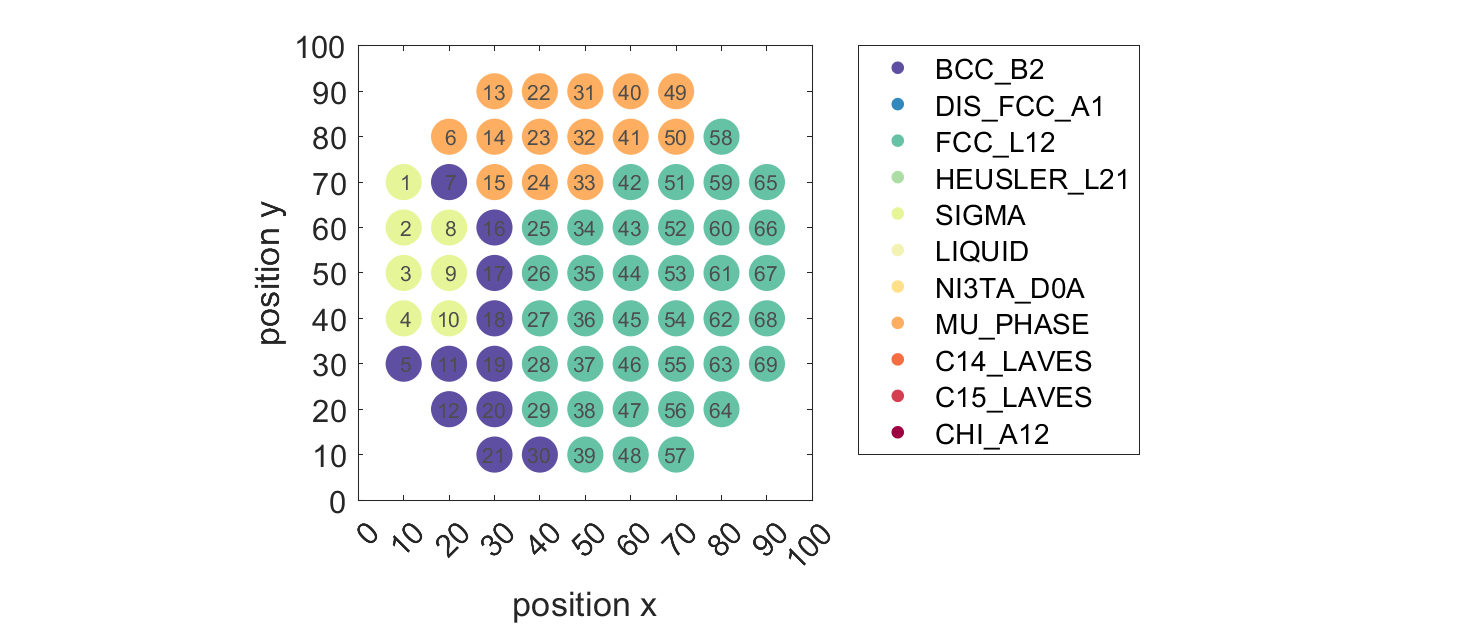 100
90
80
70
60
50
40
30
20
10
0
position y
13 22 31 40 49
6 14 23 32 41 50 58
1 7 15 24 33 42 51 59 65
2 8 16 25 34 43 52 60 66
3 9 17 26 35 44 53 61 67
4 10 18 27 36 45 54 62 68
5 11 19 28 37 46 55 63 69
12 20 29 38 47 56 64
21 30 39 48 57
0 10 20 30 40 50 60 70 80 90 100
position x
BCC_B2
DIS_FCC_A1
FCC_L12
HEUSLER_L21
SIGMA
LIQUID
NI3TA_D0A
MU_PHASE
C14_LAVES
C15_LAVES
CHI_A12